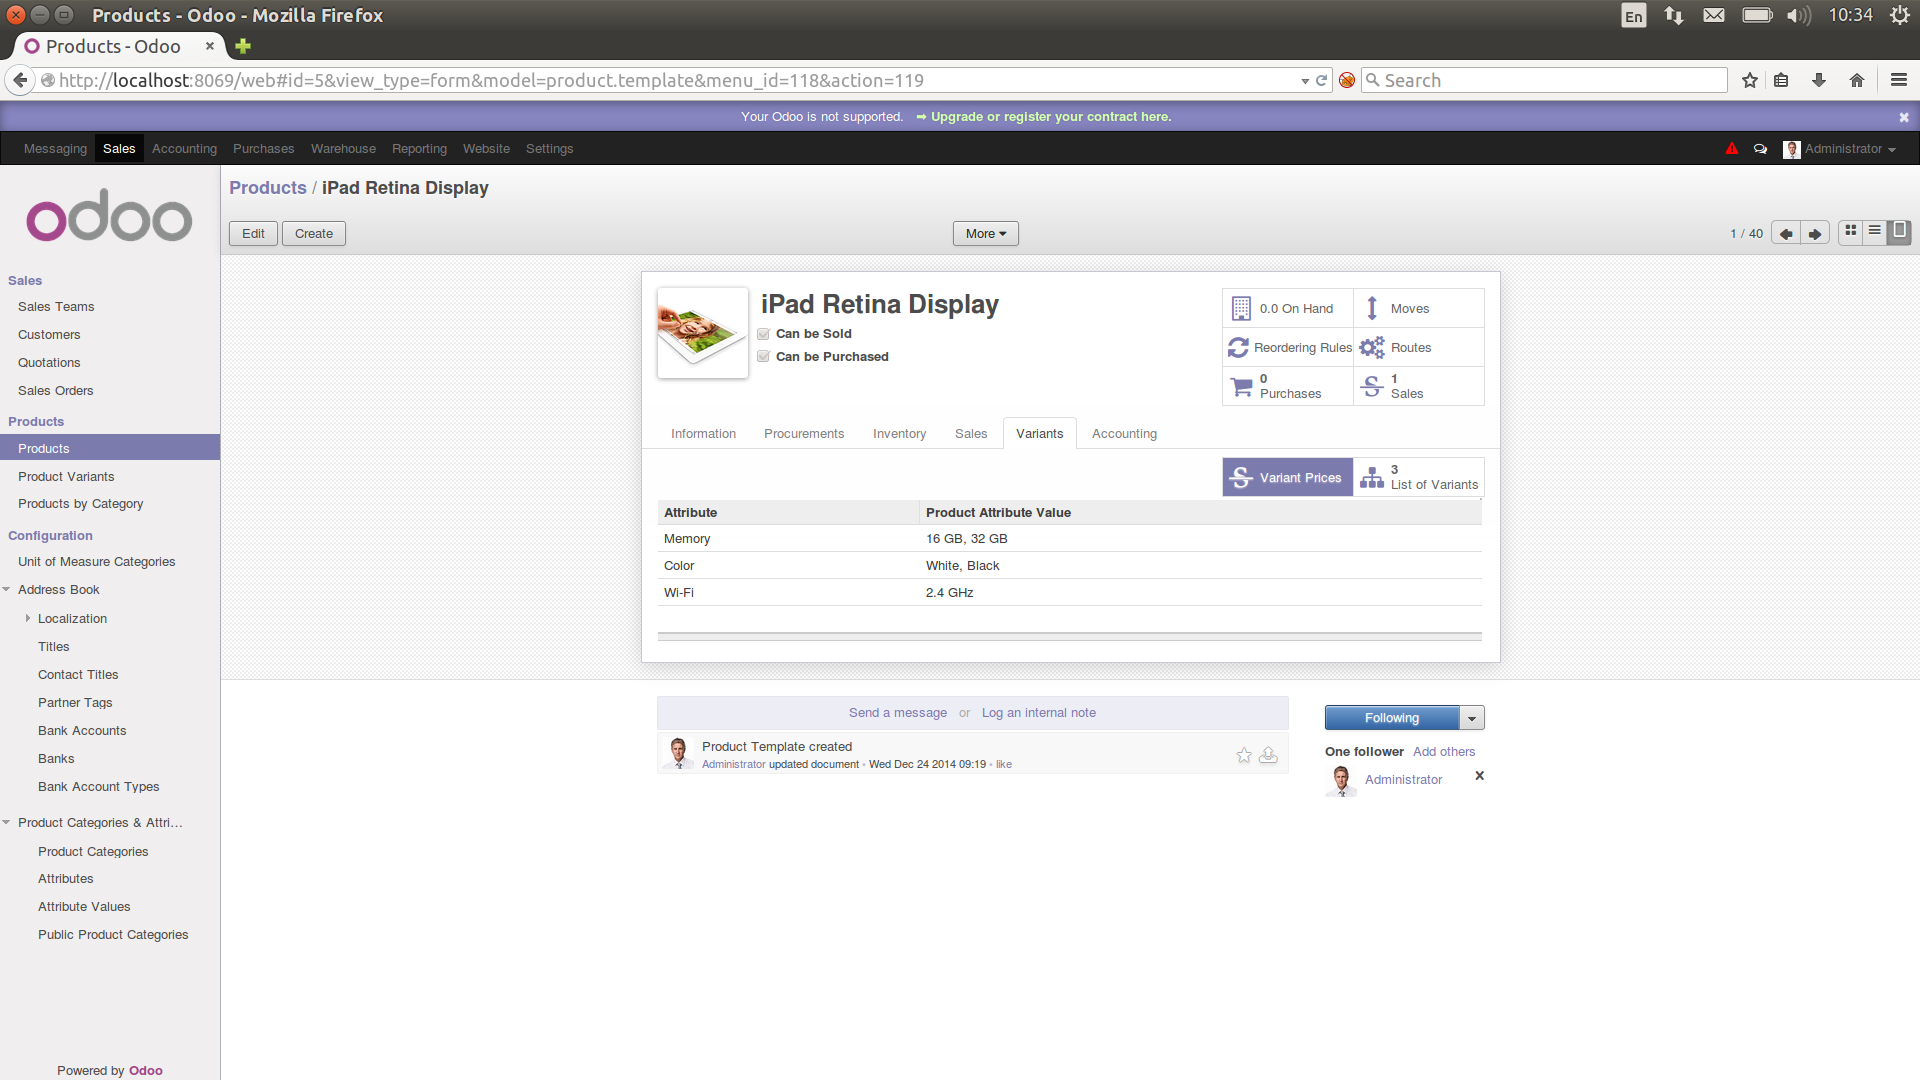 Products - Odoo - Mozilla Firefox
En
10:34
Products - Odoo
http://localhost:8069/web#id=5&view_type=form&model=product.template&menu_id=118&action=119
Search
Your Odoo is not supported. ➡ Upgrade or register your contract here.
Messaging Sales Accounting Purchases Warehouse Reporting Website Settings
Administrator
odoo
Products / iPad Retina Display
Edit Create
More
1 / 40
Sales
Sales Teams
Customers
Quotations
Sales Orders
Products
Products
Product Variants
Products by Category
Configuration
Unit of Measure Categories
Address Book
Localization
Titles
Contact Titles
Partner Tags
Bank Accounts
Banks
Bank Account Types
Product Categories & Attri...
Product Categories
Attributes
Attribute Values
Public Product Categories
Powered by Odoo
iPad Retina Display
Can be Sold
Can be Purchased
0.0 On Hand
Moves
Reordering Rules
Routes
0 Purchases
1 Sales
Information Procurements Inventory Sales Variants Accounting
Variant Prices
3 List of Variants
Attribute Product Attribute Value
Memory 16 GB, 32 GB
Color White, Black
Wi-Fi 2.4 GHz
Send a message or Log an internal note
Product Template created
Administrator updated document • Wed Dec 24 2014 09:19 • like
Following
One follower Add others
Administrator